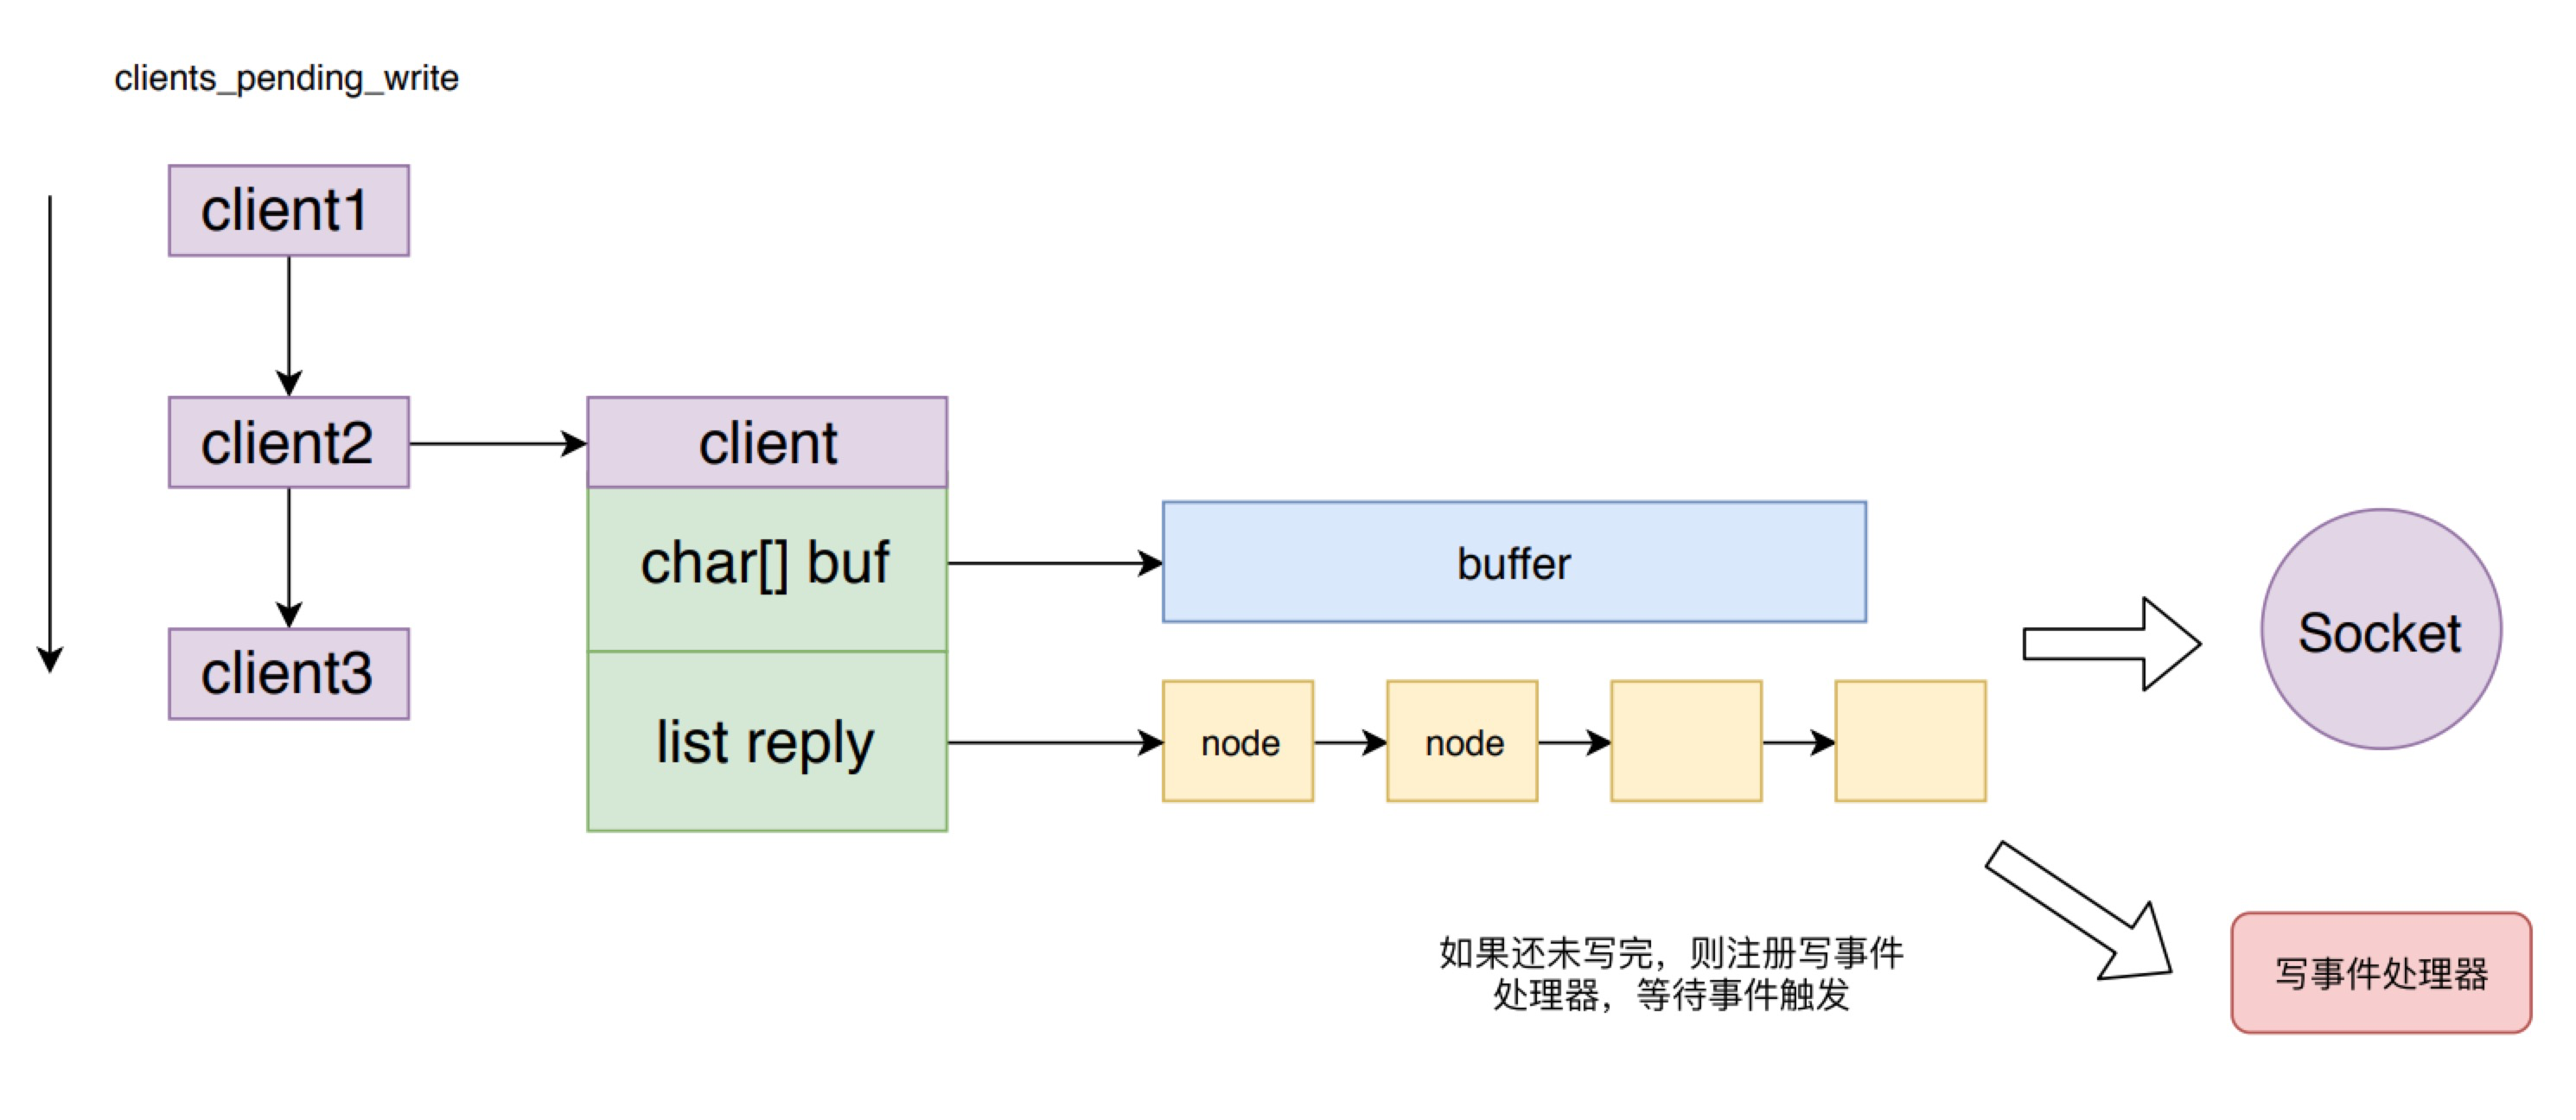 clients_pending_write
client1
client2
client
char[] buf
buffer
Socket
client3
list reply
node
node
如果还未写完，则注册写事件
处理器，等待事件触发
写事件处理器